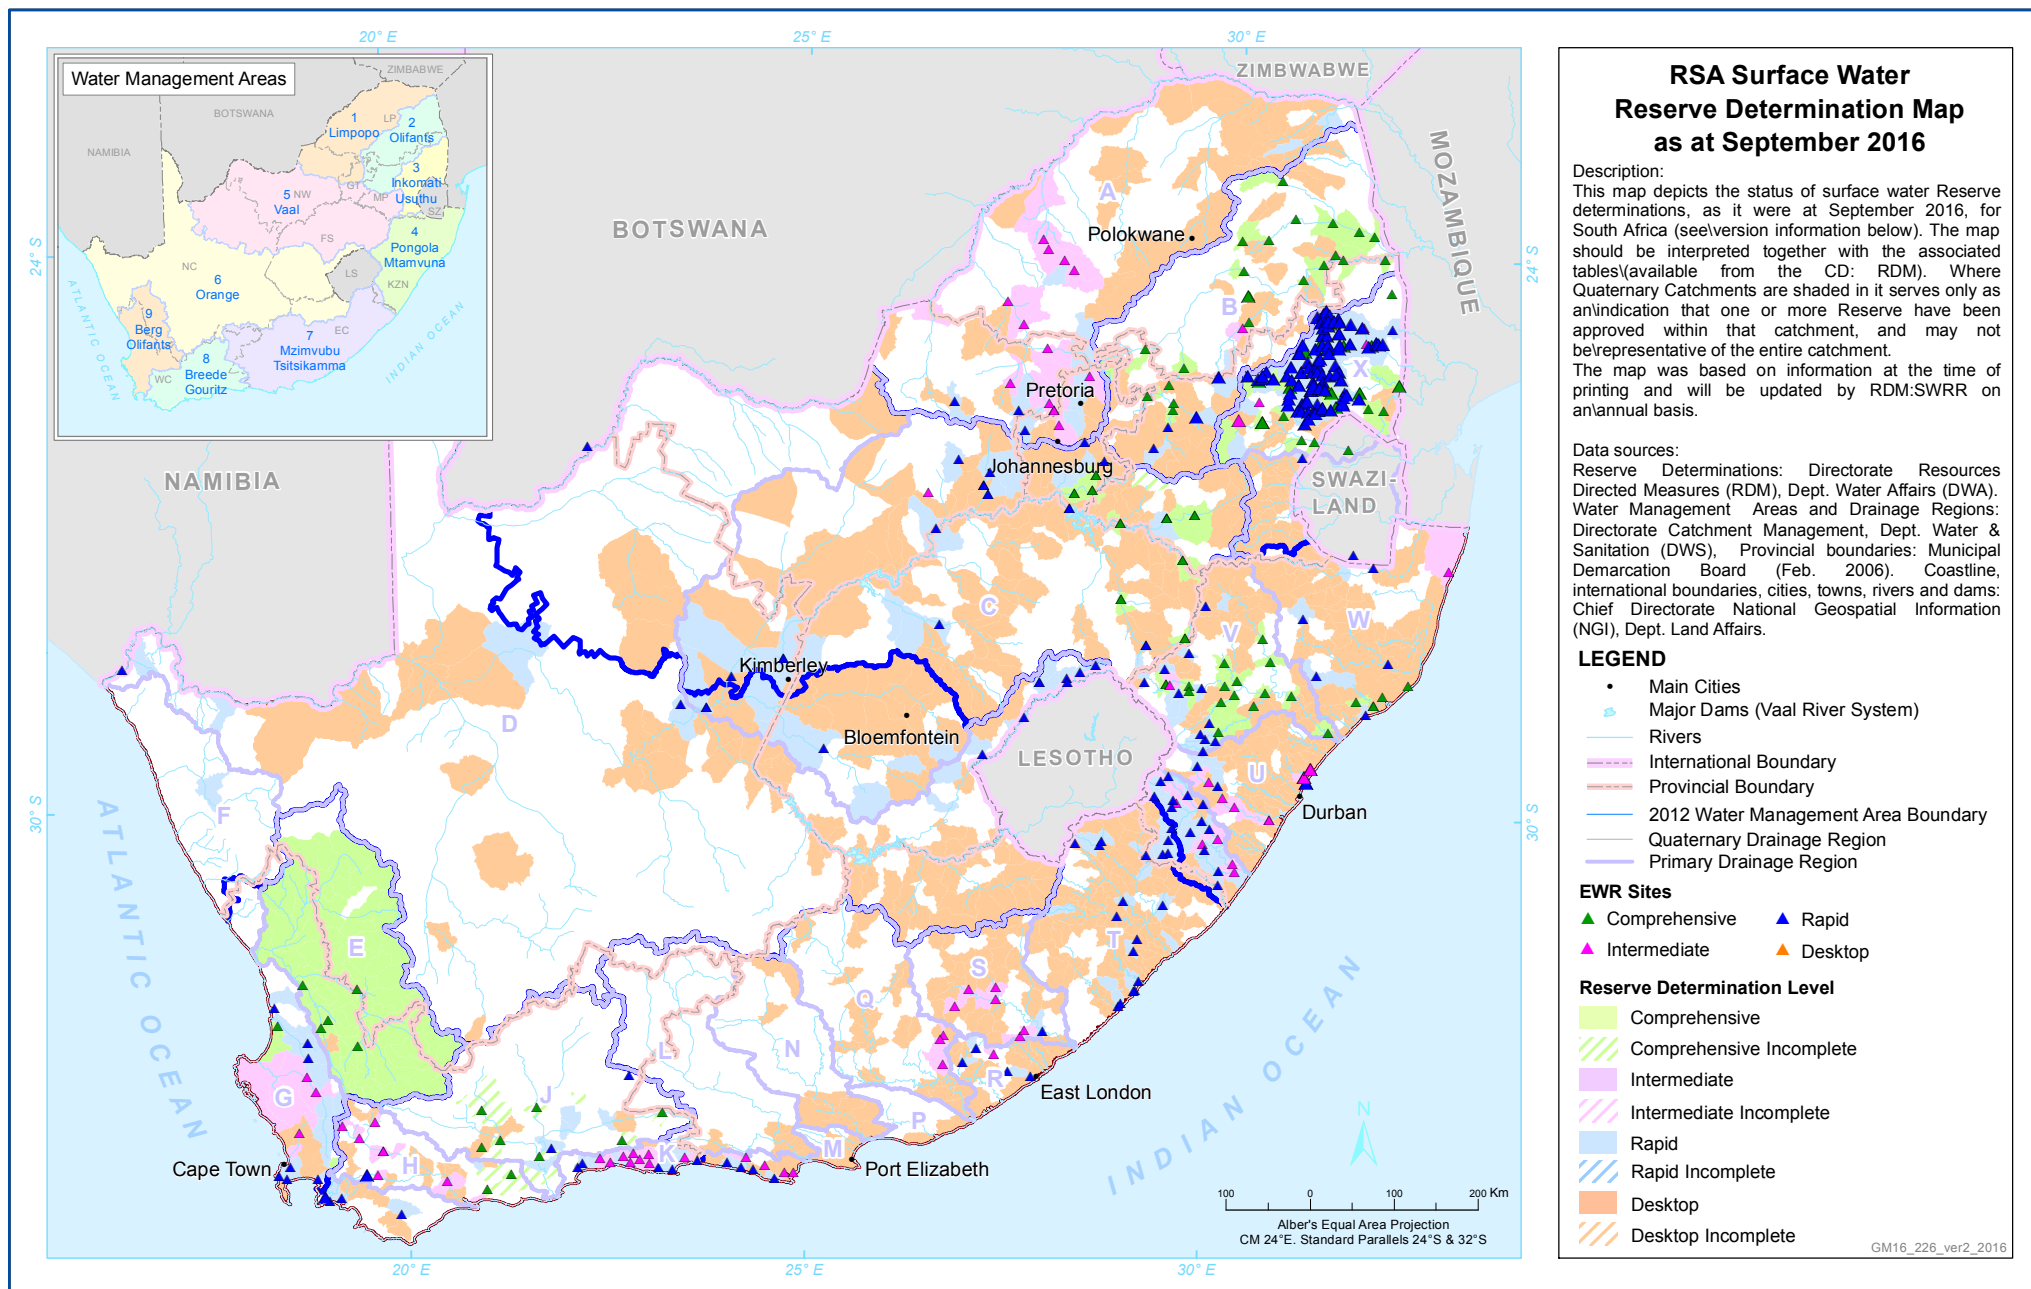 20° E
25° E
30° E
Water Management Areas
ZIMBABWE
BOTSWANA
NAMIBIA
1
Limpopo
LP
2
Olifants
3
Inkomati
Usuthu
GT
MP
SZ
5
NW
Vaal
FS
4
Pongola
Mtamvuna
NC
LS
KZN
6
Orange
9
Berg
Olifants
EC
7
Mzimvubu
Tsitsikamma
8
Breede
Gouritz
WC
ATLANTIC OCEAN
INDIAN OCEAN
24° S
24° S
30° S
30° S
ZIMBWABWE
MOZAMBIQUE
BOTSWANA
NAMIBIA
SWAZI-
LAND
LESOTHO
A
Polokwane
B
X
Pretoria
Johannesburg
C
W
V
Kimberley
D
Bloemfontein
U
Durban
F
E
T
S
Q
N
L
R
East London
J
G
P
M
K
H
Cape Town
Port Elizabeth
ATLANTIC OCEAN
INDIAN OCEAN
N
100 0 100 200 Km
Alber's Equal Area Projection
CM 24°E. Standard Parallels 24°S & 32°S
20° E
25° E
30° E
RSA Surface Water
Reserve Determination Map
as at September 2016
Description:
This map depicts the status of surface water Reserve
determinations, as it were at September 2016, for
South Africa (see\version information below). The map
should be interpreted together with the associated
tables\(available from the CD: RDM). Where
Quaternary Catchments are shaded in it serves only as
an\indication that one or more Reserve have been
approved within that catchment, and may not
be\representative of the entire catchment.
The map was based on information at the time of
printing and will be updated by RDM:SWRR on
an\annual basis.
Data sources:
Reserve Determinations: Directorate Resources
Directed Measures (RDM), Dept. Water Affairs (DWA).
Water Management Areas and Drainage Regions:
Directorate Catchment Management, Dept. Water &
Sanitation (DWS), Provincial boundaries: Municipal
Demarcation Board (Feb. 2006). Coastline,
international boundaries, cities, towns, rivers and dams:
Chief Directorate National Geospatial Information
(NGI), Dept. Land Affairs.
LEGEND
Main Cities
Major Dams (Vaal River System)
Rivers
International Boundary
Provincial Boundary
2012 Water Management Area Boundary
Quaternary Drainage Region
Primary Drainage Region
EWR Sites
Comprehensive
Rapid
Intermediate
Desktop
Reserve Determination Level
Comprehensive
Comprehensive Incomplete
Intermediate
Intermediate Incomplete
Rapid
Rapid Incomplete
Desktop
Desktop Incomplete
GM16_226_ver2_2016